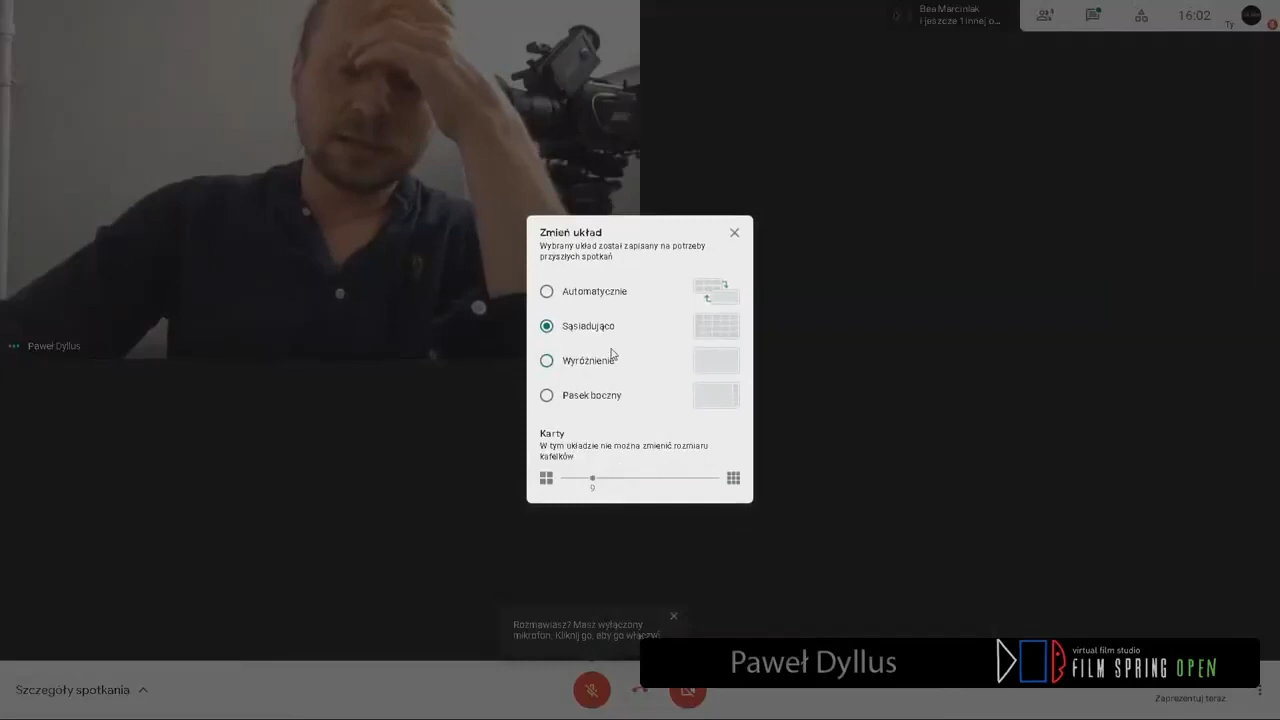 Bea Marciniak
i jeszcze 1 innej o...
16:02
Ty
Zmień układ
Wybrany układ został zapisany na potrzeby
przyszłych spotkań
Automatycznie
Sąsiadująco
Wyróżnienie
Pasek boczny
Paweł Dyllus
Karty
W tym układzie nie można zmienić rozmiaru
kafelków
9
Rozmawiasz? Masz wyłączony
mikrofon. Kliknij go, aby go włączyć.
Paweł Dyllus
virtual film studio
FILM SPRING OPEN
Szczegóły spotkania
Zaprezentuj teraz